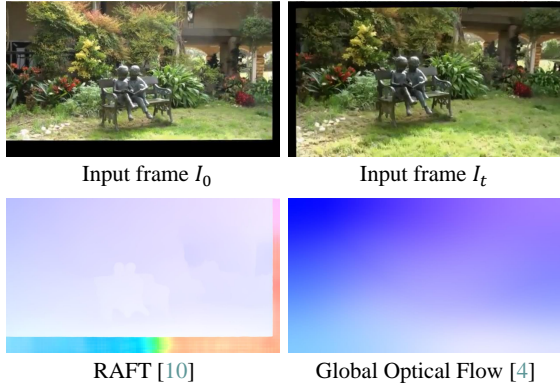 Input frame I₀
Input frame Iₜ
RAFT [10]
Global Optical Flow [4]